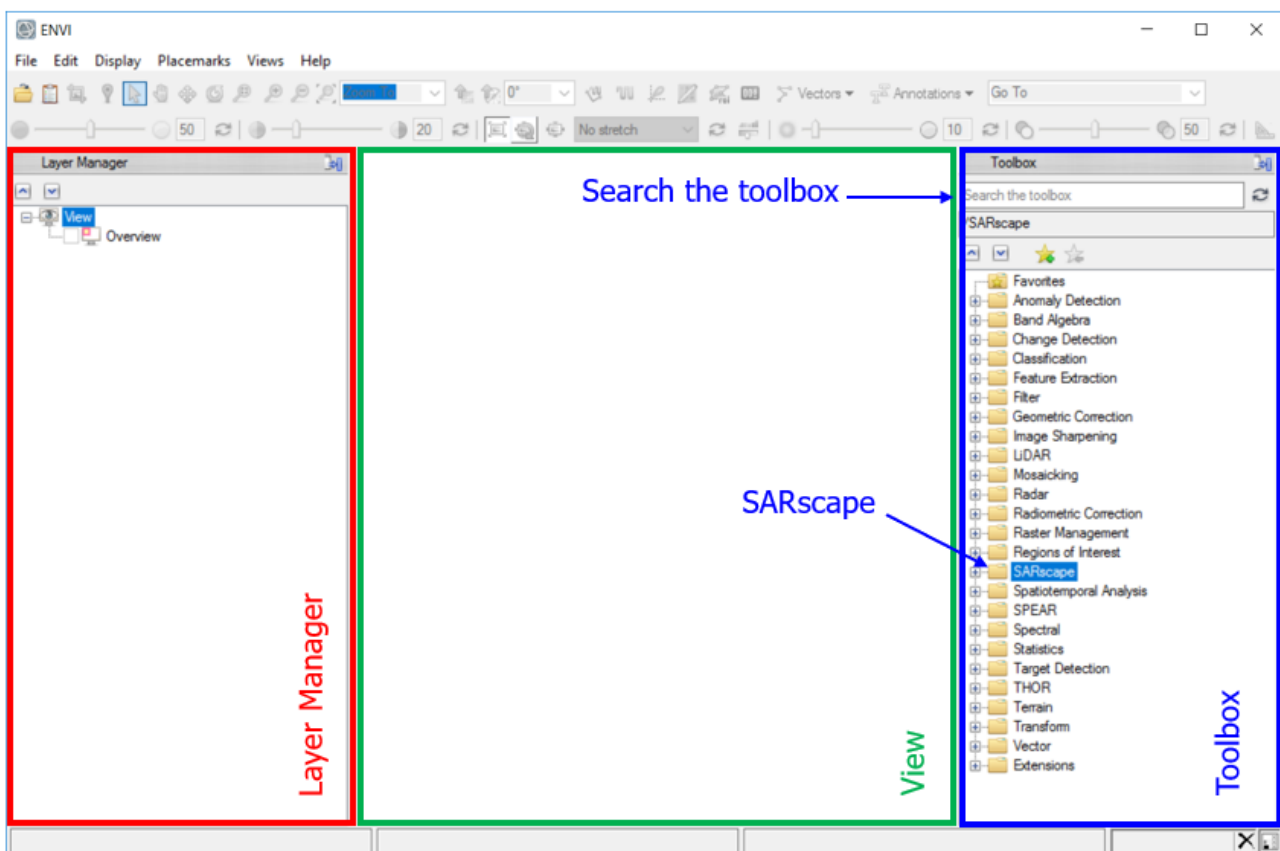 ENVI
File Edit Display Placemarks Views Help
Zoom To 0° Vectors Annotations Go To
50 20 No stretch 10 50
Layer Manager
View
Overview
Layer Manager
Search the toolbox
SARscape
View
Toolbox
Search the toolbox
/SARscape
Favorites
Anomaly Detection
Band Algebra
Change Detection
Classification
Feature Extraction
Filter
Geometric Correction
Image Sharpening
LiDAR
Mosaicking
Radar
Radiometric Correction
Raster Management
Regions of Interest
SARscape
Spatiotemporal Analysis
SPEAR
Spectral
Statistics
Target Detection
THOR
Terrain
Transform
Vector
Extensions
Toolbox